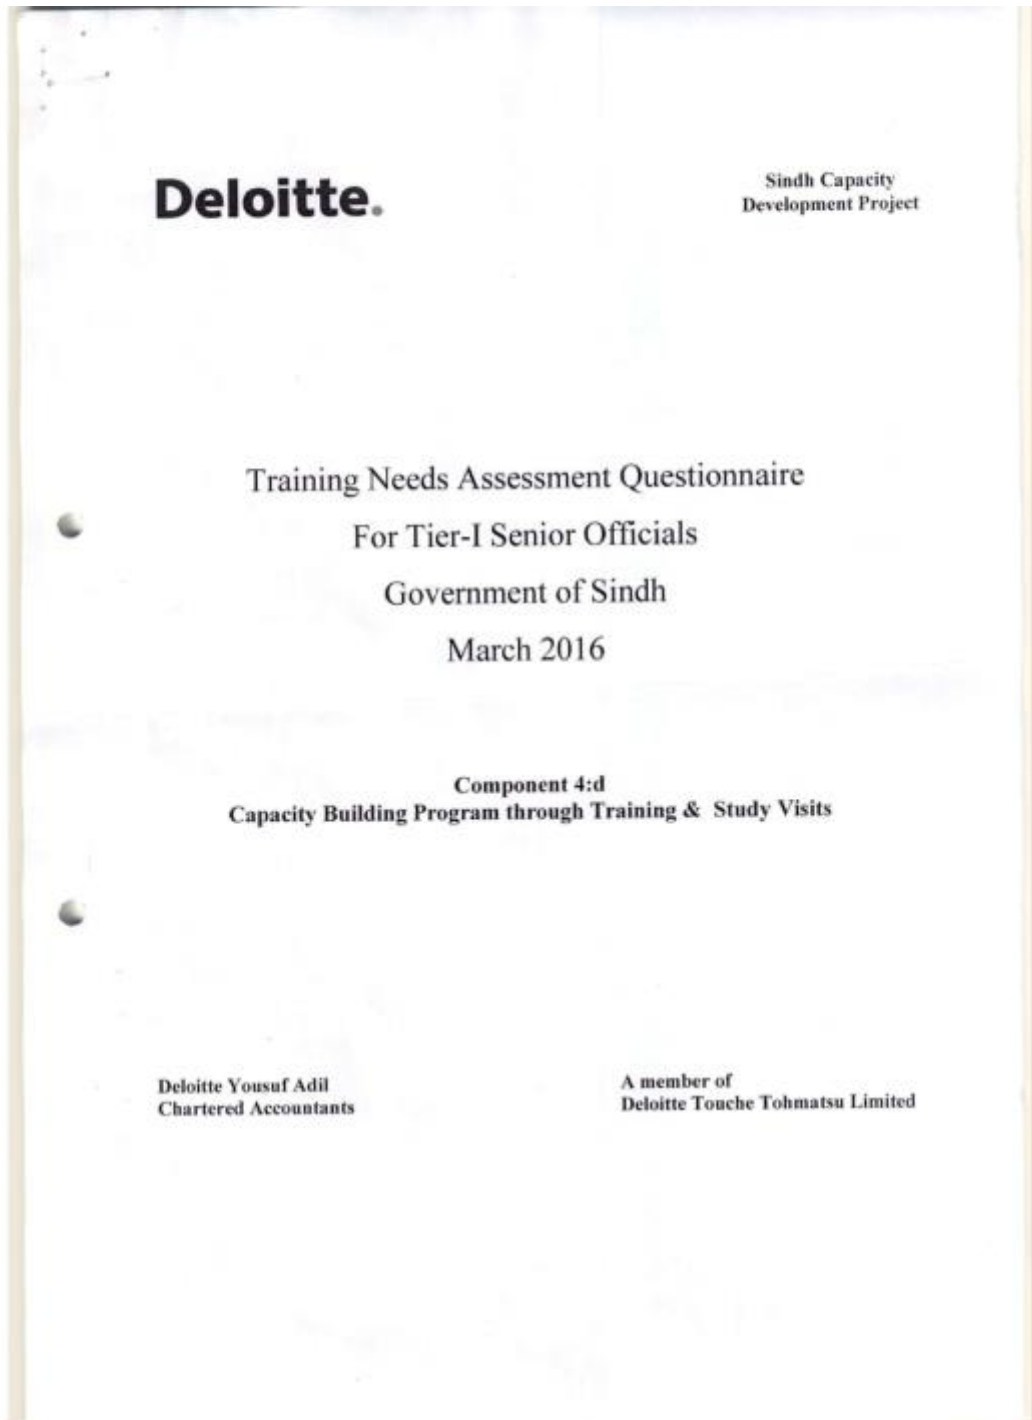 Deloitte.
Sindh Capacity
Development Project
Training Needs Assessment Questionnaire
For Tier-I Senior Officials
Government of Sindh
March 2016
Component 4:d
Capacity Building Program through Training & Study Visits
Deloitte Yousuf Adil
Chartered Accountants
A member of
Deloitte Touche Tohmatsu Limited